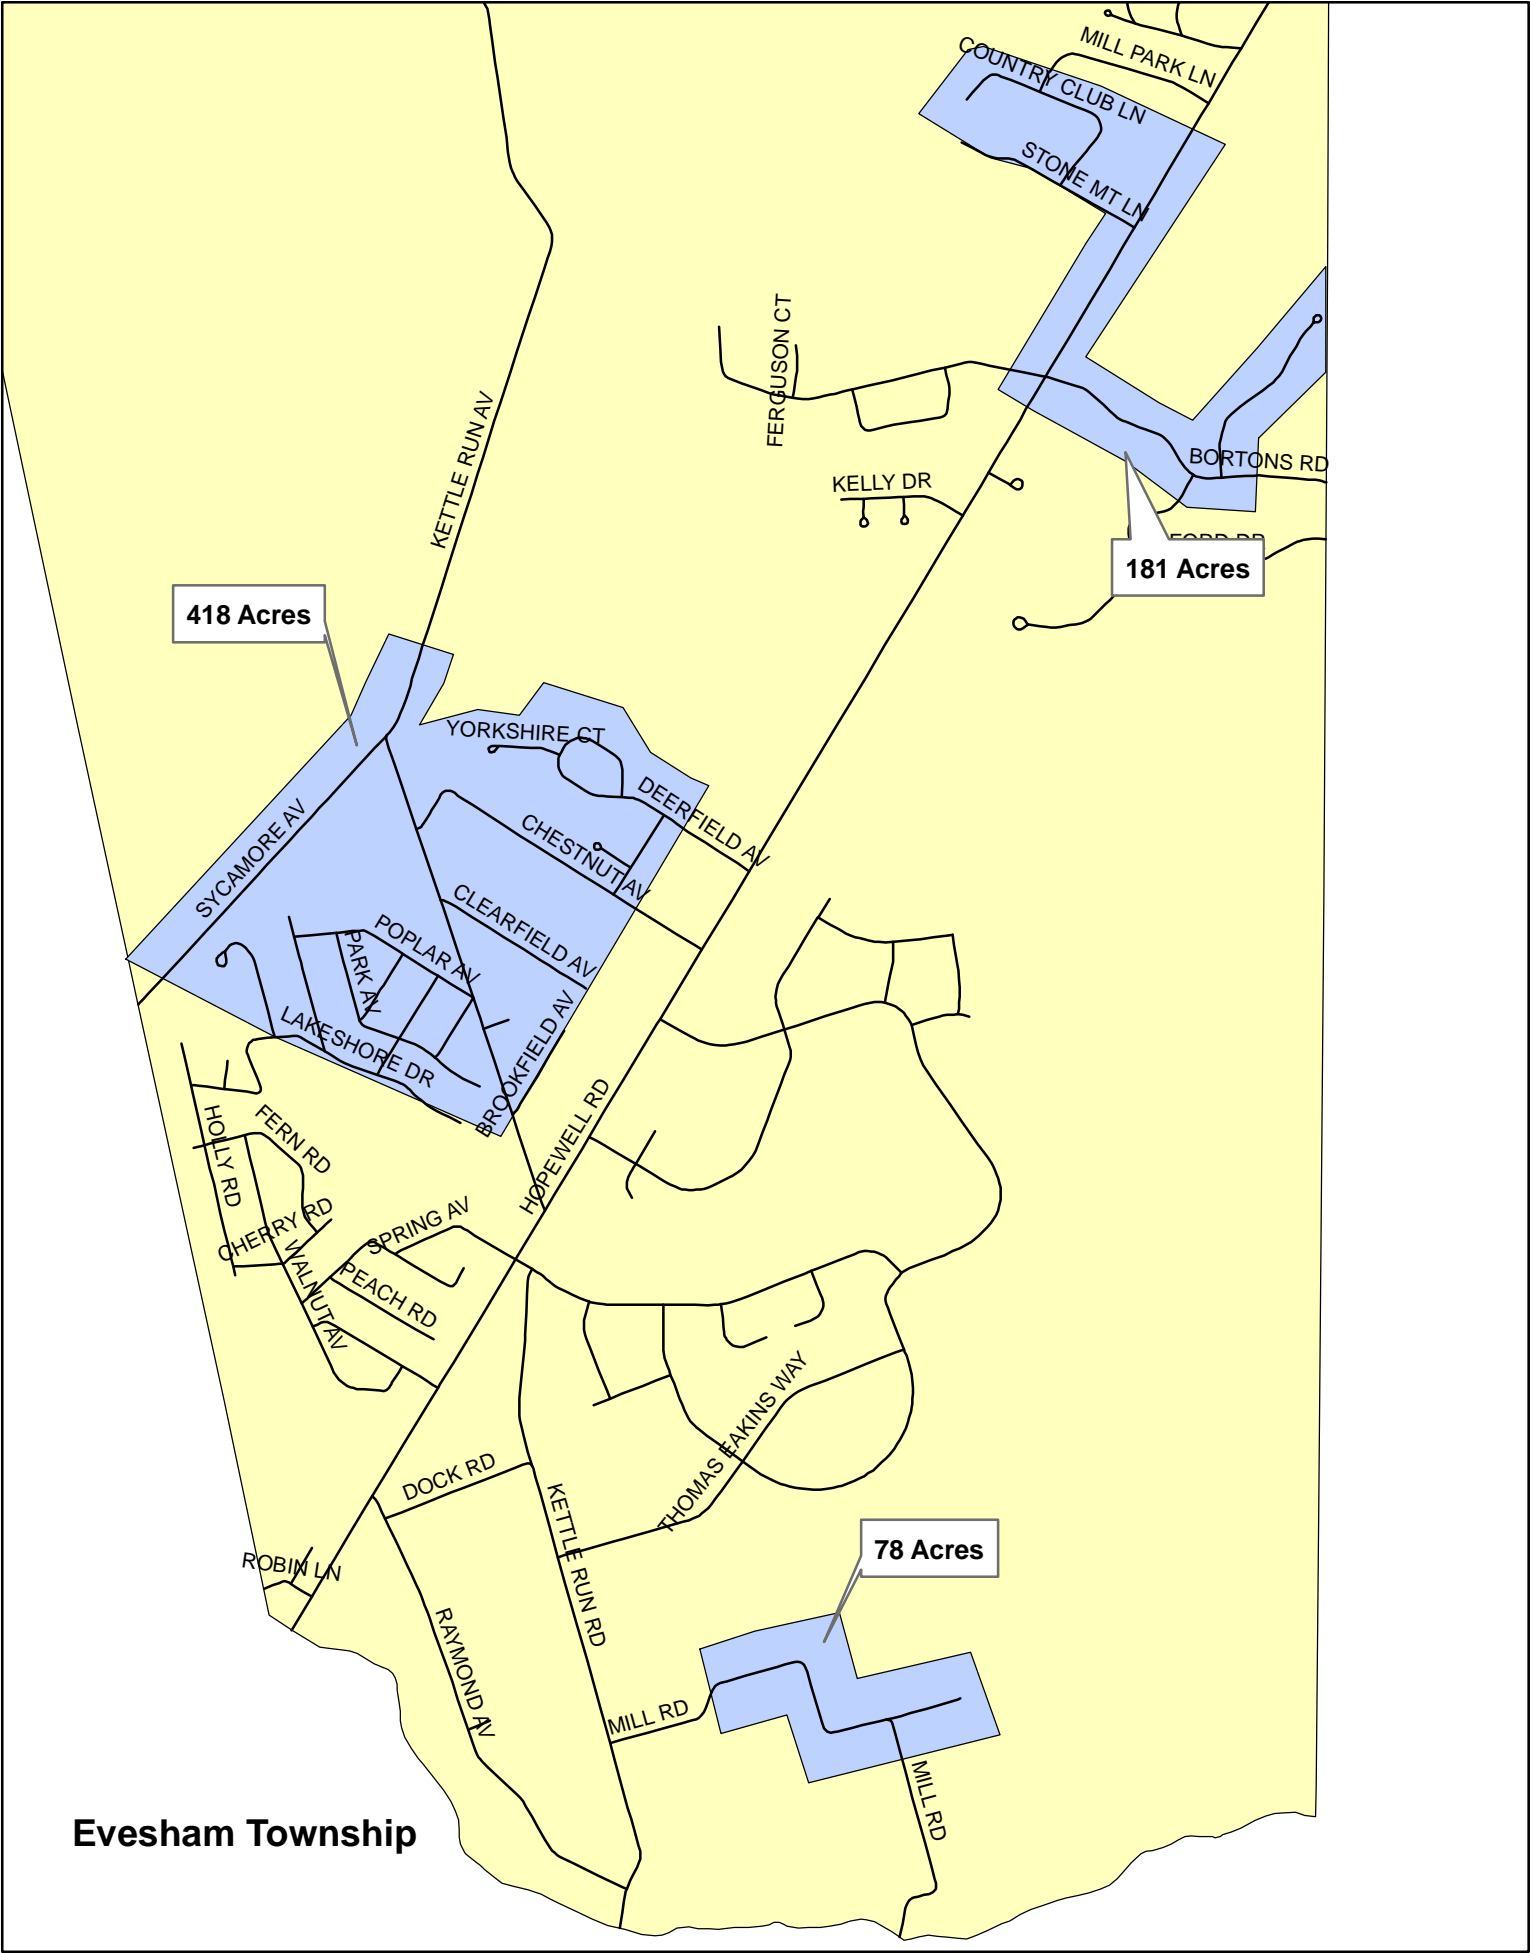 MILL PARK LN
COUNTRY CLUB LN
STONE MT LN
FERGUSON CT
KETTLE RUN AV
BORTONS RD
KELLY DR
FORD DR
181 Acres
418 Acres
YORKSHIRE CT
DEERFIELD AV
SYCAMORE AV
CHESTNUT AV
CLEARFIELD AV
POPLAR AV
PARK AV
LAKESHORE DR
BROOKFIELD AV
HOPEWELL RD
HOLLY RD
FERN RD
CHERRY RD
SPRING AV
WALNUT AV
PEACH RD
THOMAS EAKINS WAY
DOCK RD
KETTLE RUN RD
78 Acres
ROBIN LN
RAYMOND AV
MILL RD
MILL RD
Evesham Township